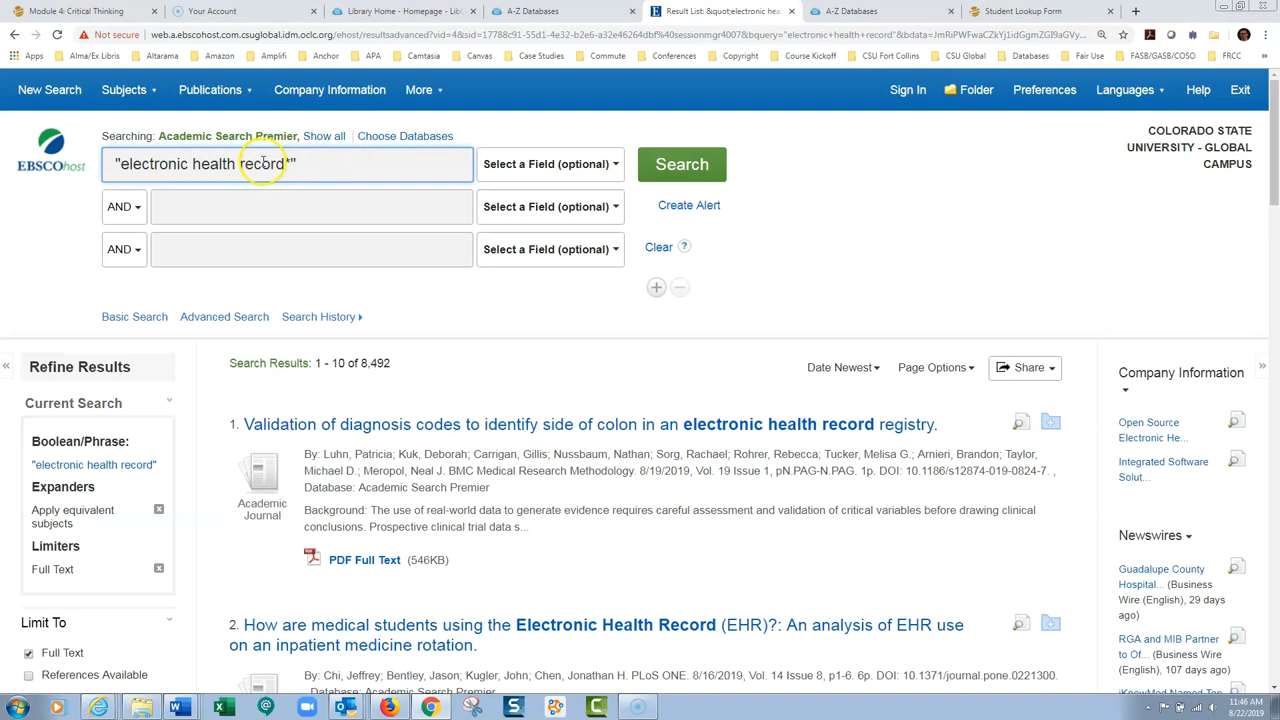 Module 4: Critical Thinking
Your Account
Library Home - Homepage - Lib
A-Z Databases
Result List: &quot;electronic hea
A-Z Databases
Student Lookup Form
Not secure web.a.ebscohost.com.csuglobal.idm.oclc.org/ehost/resultsadvanced?vid=4&sid=17788c91-55d1-4e32-b2e6-a32e46264dbf%40sessionmgr4007&bquery="electronic+health+record"&bdata=JmRiPWFwaCZkYj1idGgmZGI9aGVy...
Apps Alma/Ex Libris Altarama Amazon Amplifi Amtrak APA Camtasia Canvas Case Studies Commute Conferences Copyright Course Kickoff CSU Fort Collins CSU Global Databases Fair Use FASB/GASB/COSO FRCC
New Search Subjects Publications Company Information More Sign In Folder Preferences Languages Help Exit
Searching: Academic Search Premier, Show all Choose Databases
COLORADO STATE
UNIVERSITY - GLOBAL
CAMPUS
EBSCOhost
"electronic health record*" Select a Field (optional) Search
AND Select a Field (optional) Create Alert
AND Select a Field (optional) Clear ?
Basic Search Advanced Search Search History
Refine Results
Current Search
Boolean/Phrase:
"electronic health record"
Expanders
Apply equivalent
subjects
Limiters
Full Text
Limit To
Full Text
References Available
Search Results: 1 - 10 of 8,492
Date Newest Page Options Share
1. Validation of diagnosis codes to identify side of colon in an electronic health record registry.
By: Luhn, Patricia; Kuk, Deborah; Carrigan, Gillis; Nussbaum, Nathan; Sorg, Rachael; Rohrer, Rebecca; Tucker, Melisa G.; Arnieri, Brandon; Taylor,
Michael D.; Meropol, Neal J. BMC Medical Research Methodology. 8/19/2019, Vol. 19 Issue 1, pN.PAG-N.PAG. 1p. DOI: 10.1186/s12874-019-0824-7. ,
Database: Academic Search Premier
Academic
Journal
Background: The use of real-world data to generate evidence requires careful assessment and validation of critical variables before drawing clinical
conclusions. Prospective clinical trial data s...
PDF Full Text (546KB)
2. How are medical students using the Electronic Health Record (EHR)?: An analysis of EHR use
on an inpatient medicine rotation.
By: Chi, Jeffrey; Bentley, Jason; Kugler, John; Chen, Jonathan H. PLoS ONE. 8/16/2019, Vol. 14 Issue 8, p1-6. 6p. DOI: 10.1371/journal.pone.0221300.
Database: Academic Search Premier
Company Information
Open Source
Electronic He...
Integrated Software
Solut...
Newswires
Guadalupe County
Hospital... (Business
Wire (English), 29 days
ago)
RGA and MIB Partner
to Of... (Business Wire
(English), 107 days ago)
iKnowMed Named Top
11:46 AM
8/22/2019